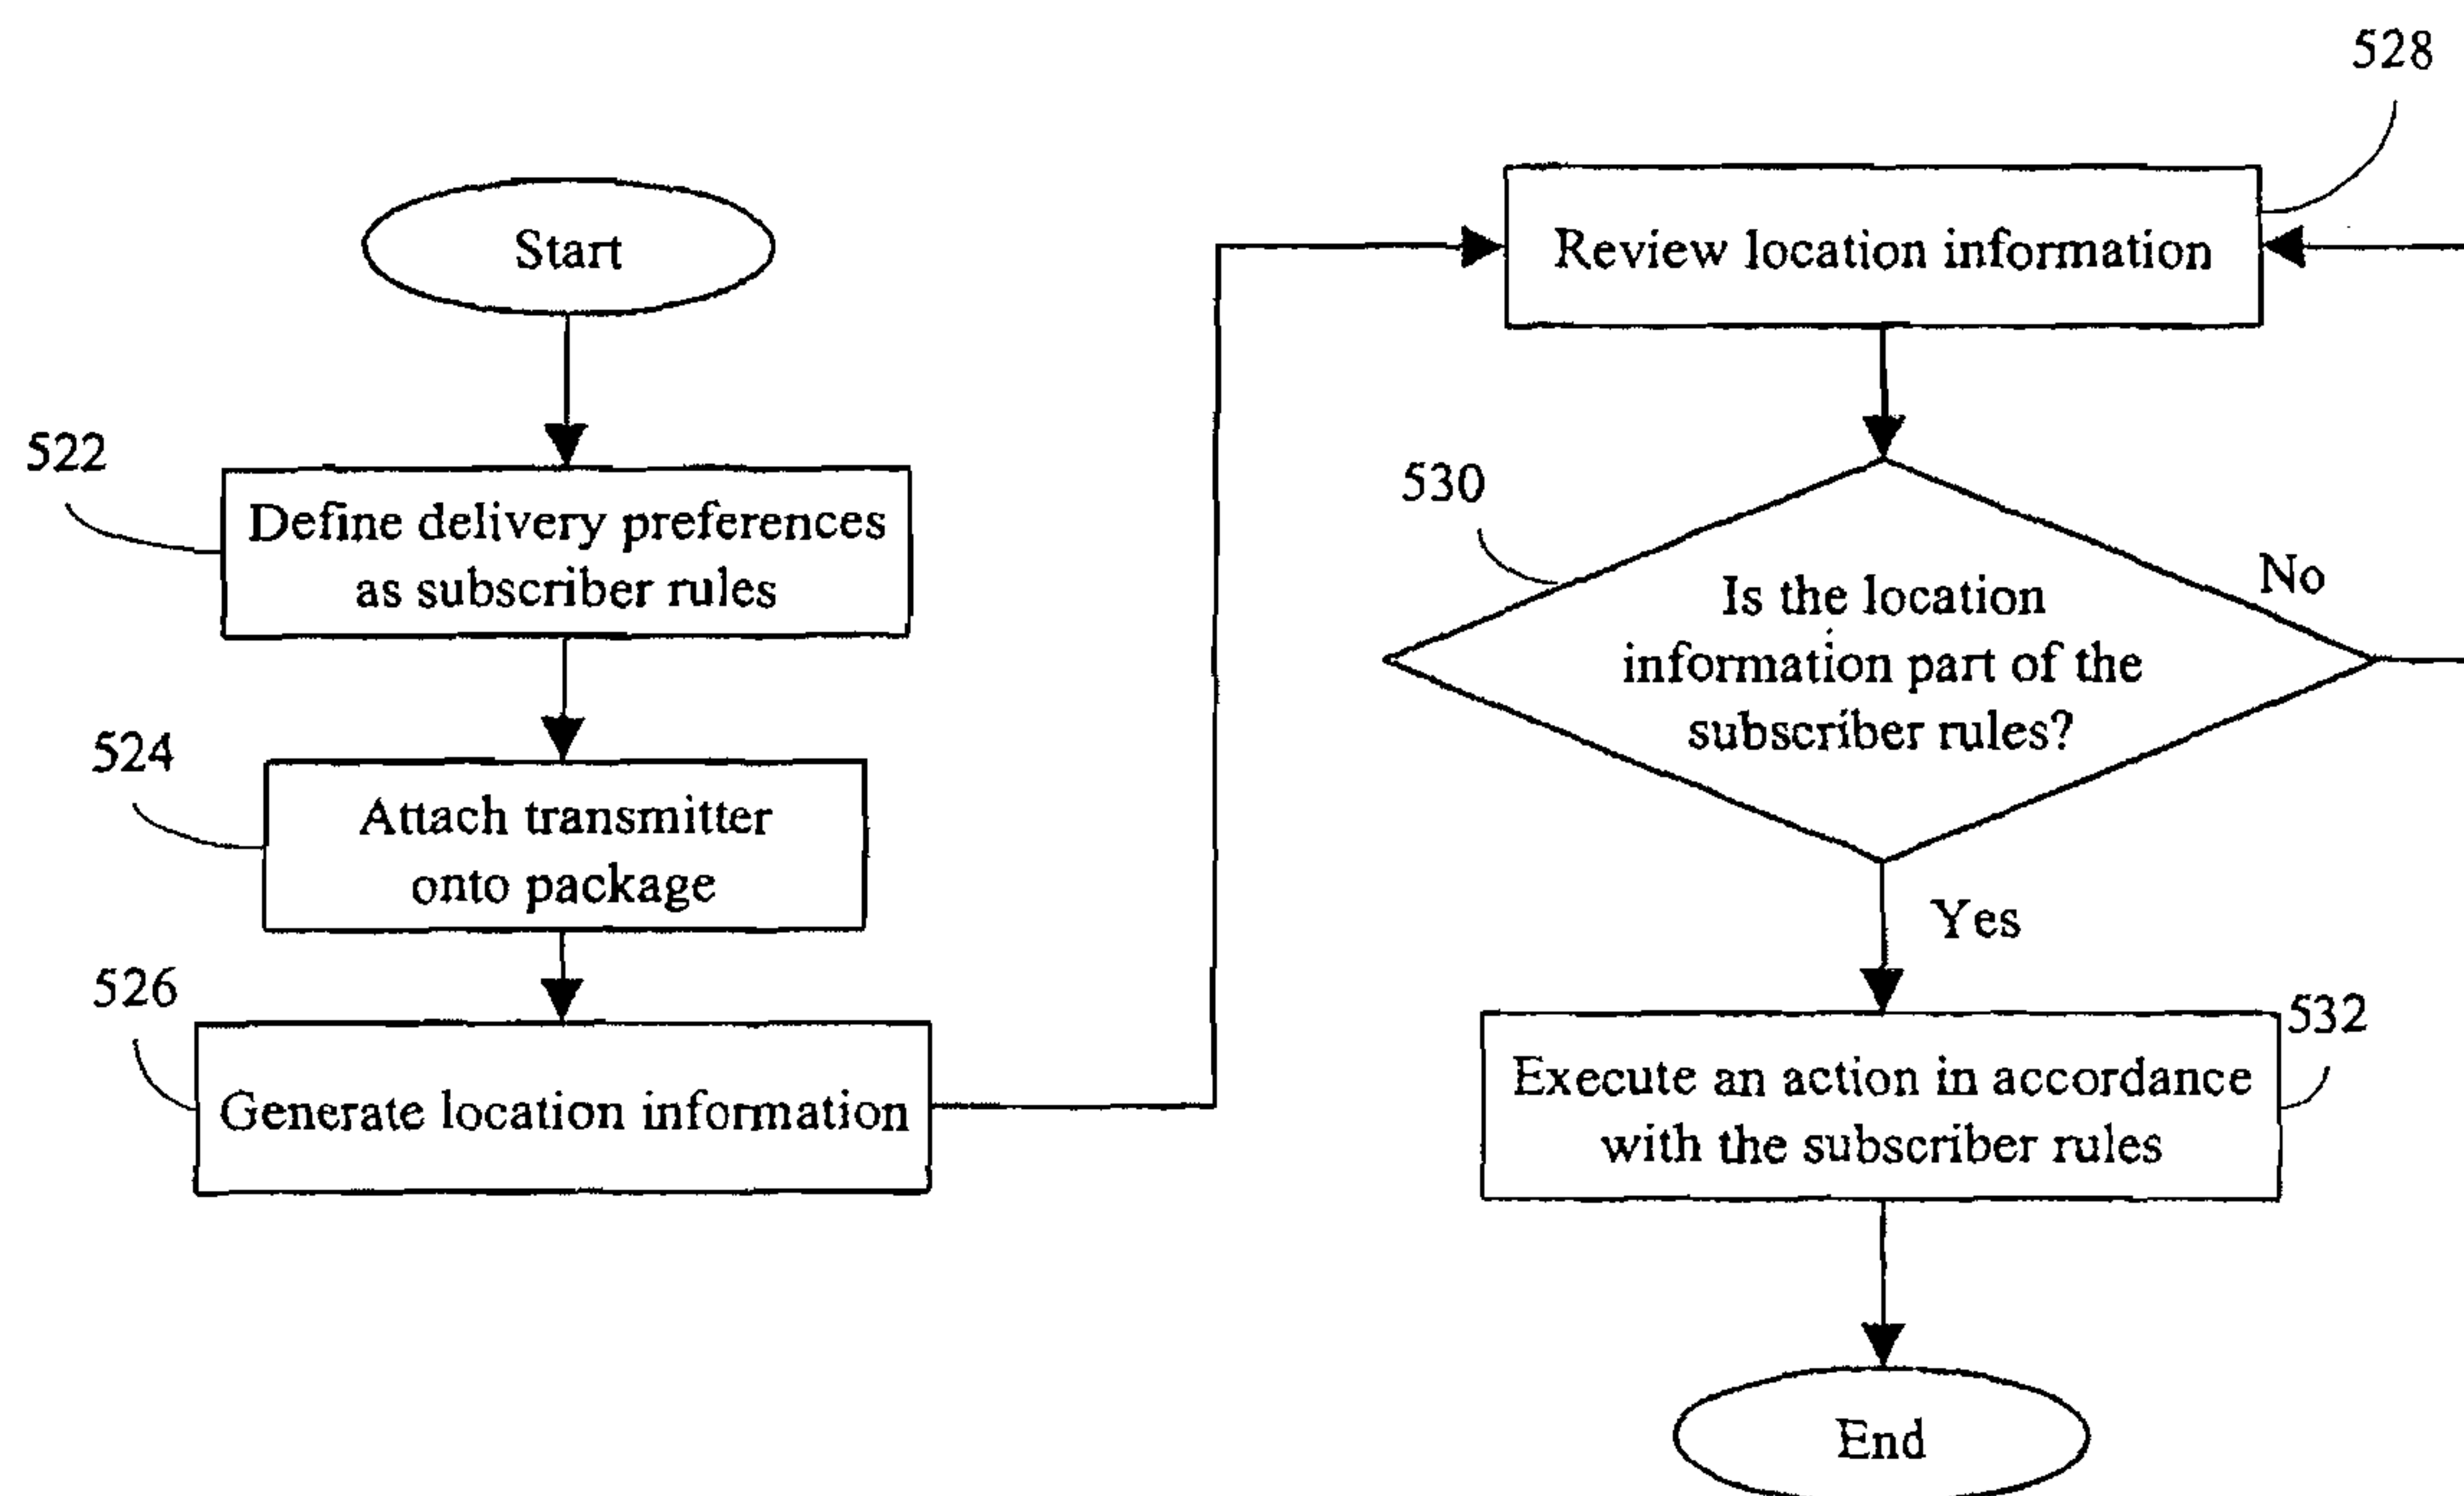 Start
522
Define delivery preferences
as subscriber rules
524
Attach transmitter
onto package
526
Generate location information
528
Review location information
530
Is the location
information part of the
subscriber rules?
No
Yes
532
Execute an action in accordance
with the subscriber rules
End